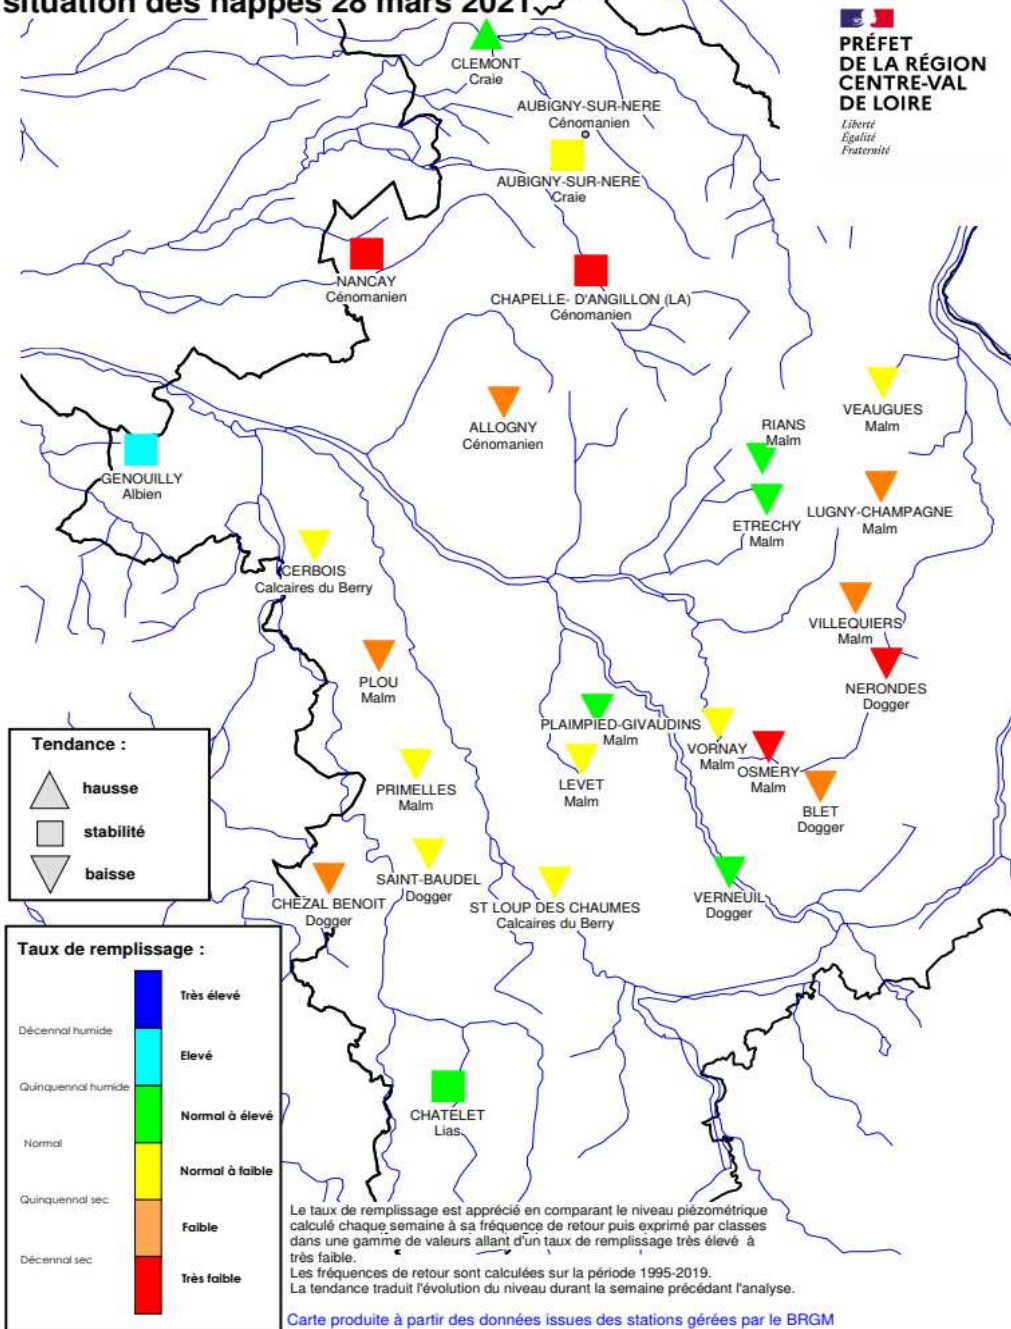 situation des nappes 28 mars 2021
PRÉFET
DE LA RÉGION
CENTRE-VAL
DE LOIRE
Liberté
Égalité
Fraternité
CLEMONT
Craie
AUBIGNY-SUR-NERE
Cénomanien
AUBIGNY-SUR-NERE
Craie
NANCAY
Cénomanien
CHAPELLE- D'ANGILLON (LA)
Cénomanien
ALLOGNY
Cénomanien
VEAUGUES
Malm
RIANS
Malm
GENOUILLY
Albien
ETRECHY
Malm
LUGNY-CHAMPAGNE
Malm
CERBOIS
Calcaires du Berry
VILLEQUIERS
Malm
PLOU
Malm
NERONDES
Dogger
PLAIMPIED-GIVAUDINS
Malm
VORNAY
Malm
OSMERY
Malm
LEVET
Malm
PRIMELLES
Malm
BLET
Dogger
SAINT-BAUDEL
Dogger
CHEZAL BENOIT
Dogger
ST LOUP DES CHAUMES
Calcaires du Berry
VERNEUIL
Dogger
CHATELET
Lias
Tendance :
hausse
stabilité
baisse
Taux de remplissage :
Très élevé
Décennal humide
Elevé
Quinquennal humide
Normal à élevé
Normal
Normal à faible
Quinquennal sec
Faible
Décennal sec
Très faible
Le taux de remplissage est apprécié en comparant le niveau pièzométrique
calculé chaque semaine à sa fréquence de retour puis exprimé par classes
dans une gamme de valeurs allant d'un taux de remplissage très élevé à
très faible.
Les fréquences de retour sont calculées sur la période 1995-2019.
La tendance traduit l'évolution du niveau durant la semaine précédant l'analyse.
Carte produite à partir des données issues des stations gérées par le BRGM